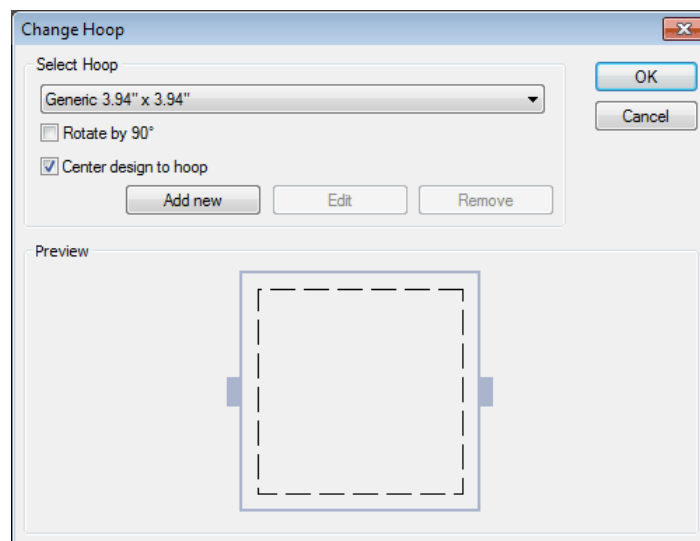 Change Hoop
Select Hoop
Generic 3.94" x 3.94"
Rotate by 90°
Center design to hoop
Add new Edit Remove
OK
Cancel
Preview